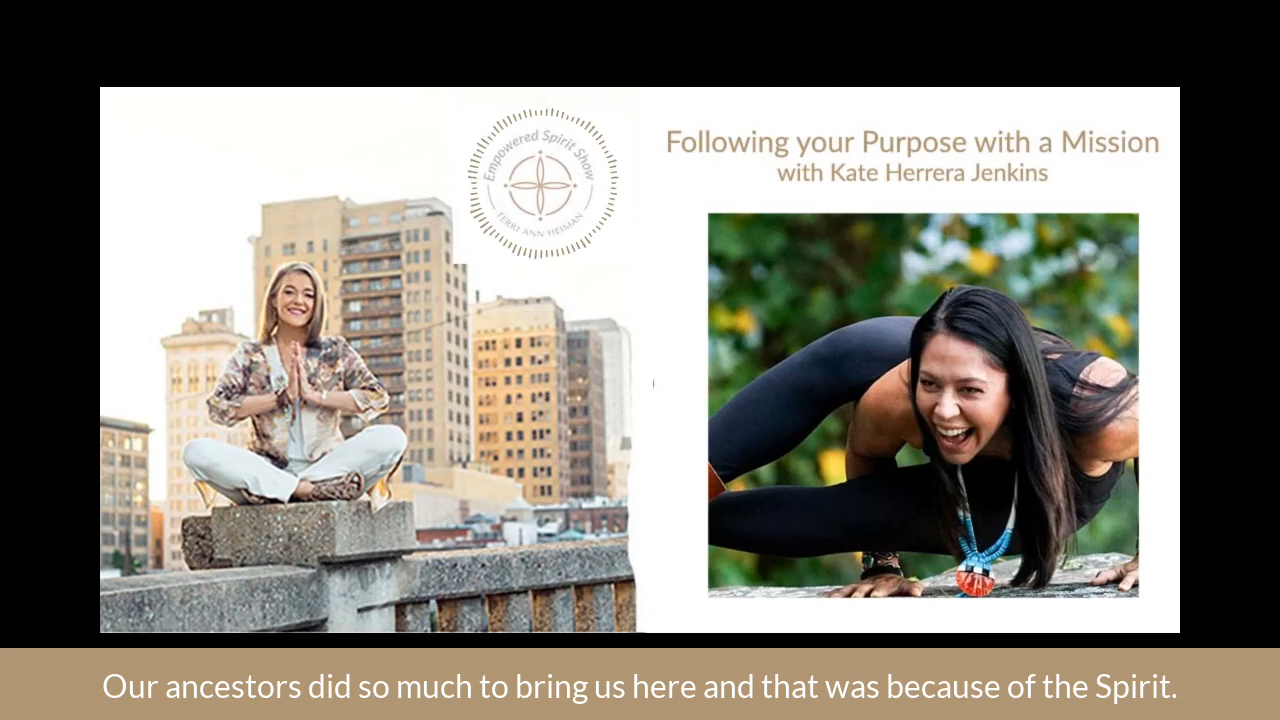 Empowered Spirit Show
TERRI ANN HEIMAN
Following your Purpose with a Mission
with Kate Herrera Jenkins
Our ancestors did so much to bring us here and that was because of the Spirit.